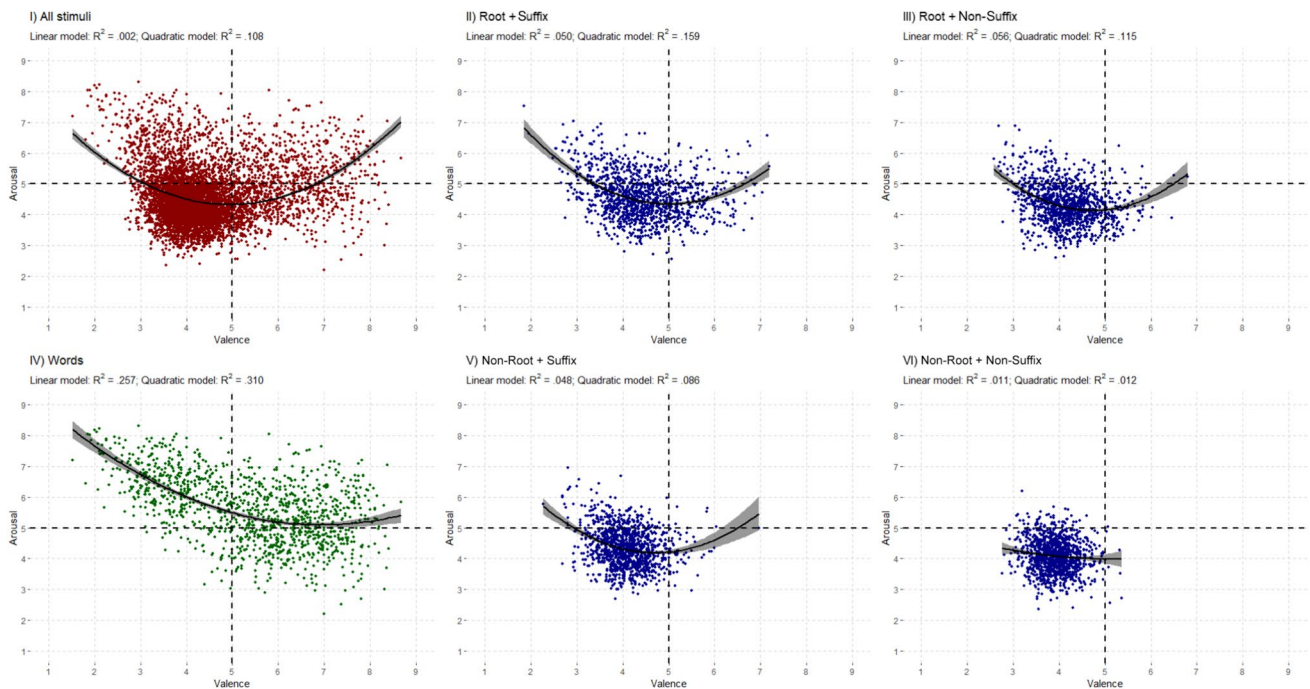 I) All stimuli
Linear model: R² = .002; Quadratic model: R² = .108
9
8
7
6
5
4
3
2
1
Arousal
1 2 3 4 5 6 7 8 9
Valence
II) Root + Suffix
Linear model: R² = .050; Quadratic model: R² = .159
9
8
7
6
5
4
3
2
1
Arousal
1 2 3 4 5 6 7 8 9
Valence
III) Root + Non-Suffix
Linear model: R² = .056; Quadratic model: R² = .115
9
8
7
6
5
4
3
2
1
Arousal
1 2 3 4 5 6 7 8 9
Valence
IV) Words
Linear model: R² = .257; Quadratic model: R² = .310
9
8
7
6
5
4
3
2
1
Arousal
1 2 3 4 5 6 7 8 9
Valence
V) Non-Root + Suffix
Linear model: R² = .048; Quadratic model: R² = .086
9
8
7
6
5
4
3
2
1
Arousal
1 2 3 4 5 6 7 8 9
Valence
VI) Non-Root + Non-Suffix
Linear model: R² = .011; Quadratic model: R² = .012
9
8
7
6
5
4
3
2
1
Arousal
1 2 3 4 5 6 7 8 9
Valence